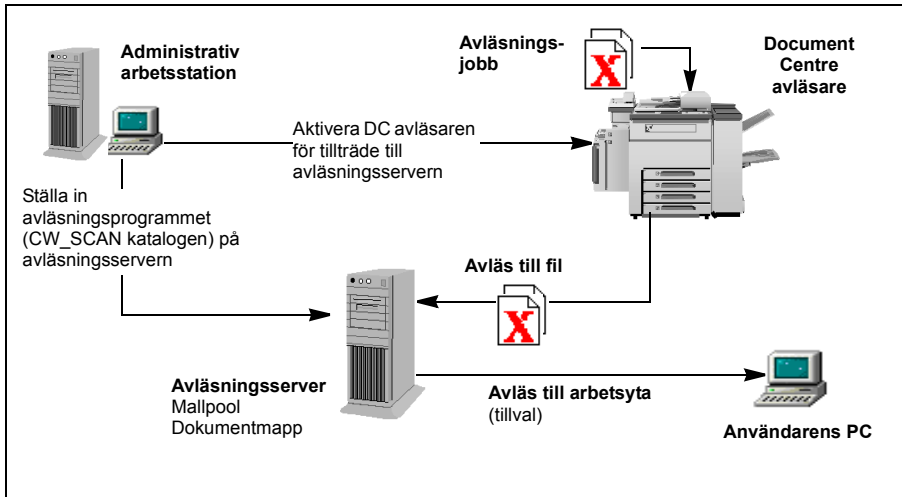 Administrativ
arbetsstation
Avläsnings-
jobb
Document
Centre
avläsare
Aktivera DC avläsaren
för tillträde till
avläsningsservern
Ställa in
avläsningsprogrammet
(CW_SCAN katalogen) på
avläsningsservern
Avläs till fil
Avläsningsserver
Mallpool
Dokumentmapp
Avläs till arbetsyta
(tillval)
Användarens PC